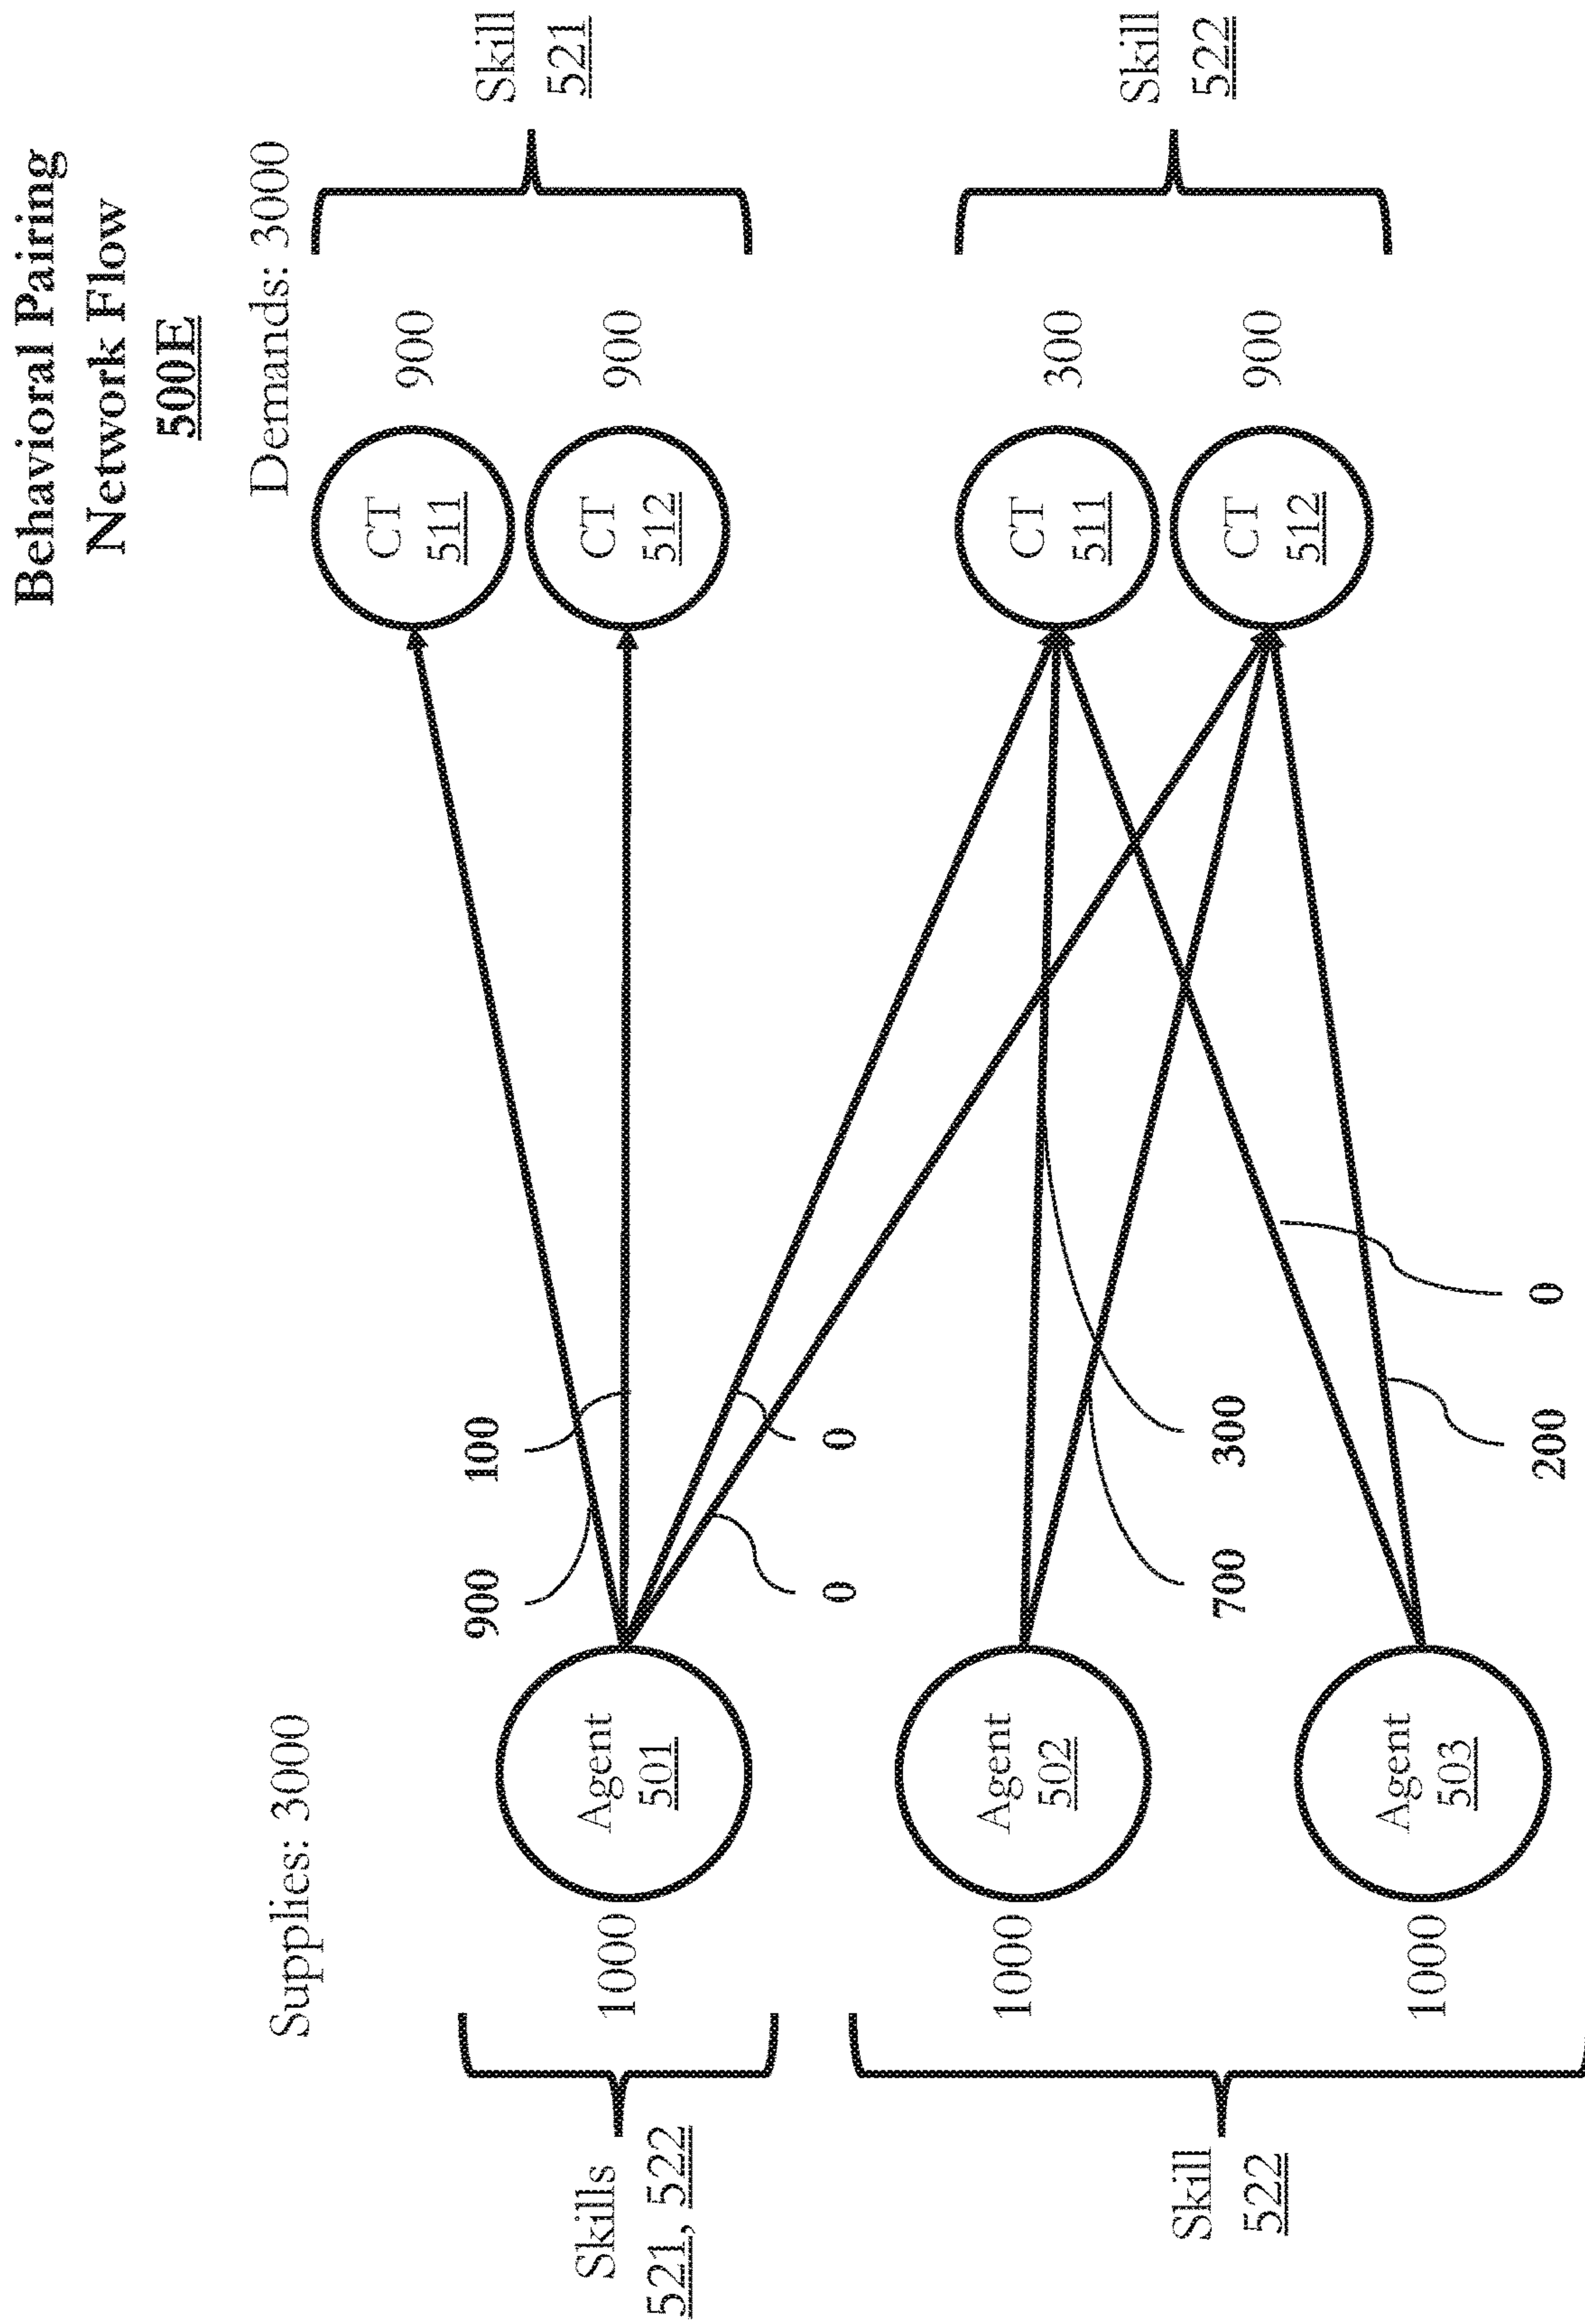 Behavioral Pairing
Network Flow
500E
Supplies: 3000
Demands: 3000
Skills
521, 522
1000
Agent
501
900
100
0
0
CT
511
900
CT
512
900
Skill
521
Skill
522
1000
Agent
502
700
300
1000
Agent
503
200
0
CT
511
300
CT
512
900
Skill
522